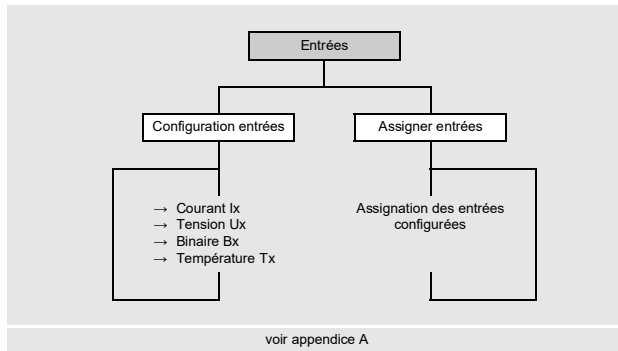 Entrées
Configuration entrées
Assigner entrées
→ Courant Ix
→ Tension Ux
→ Binaire Bx
→ Température Tx
Assignation des entrées
configurées
voir appendice A